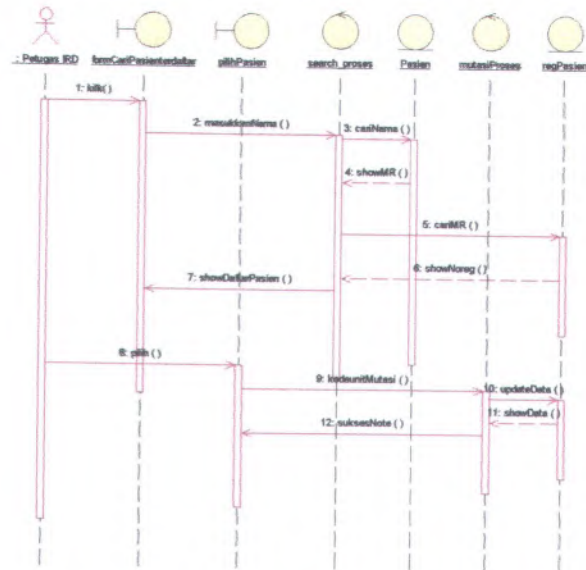 : Petugas IRD
formCariPasienterdaftar
pilihPasien
search_proses
Pasien
mutasiProses
regPasien
1: klik()
2: masukkanNama ( )
3: cariNama ( )
4: showMR ( )
5: cariMR ( )
6: showNoreg ( )
7: showDaftarPasien ( )
8: pilih ( )
9: kodeunitMutasi ( )
10: updateData ( )
11: showData ( )
12: suksesNote ( )